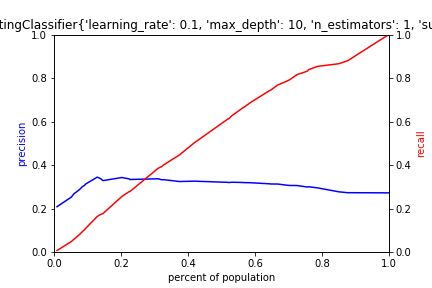 tingClassifier{'learning_rate': 0.1, 'max_depth': 10, 'n_estimators': 1, 'su
1.0
0.8
0.6
0.4
0.2
0.0
precision
1.0
0.8
0.6
0.4
0.2
0.0
recall
0.0 0.2 0.4 0.6 0.8 1.0
percent of population